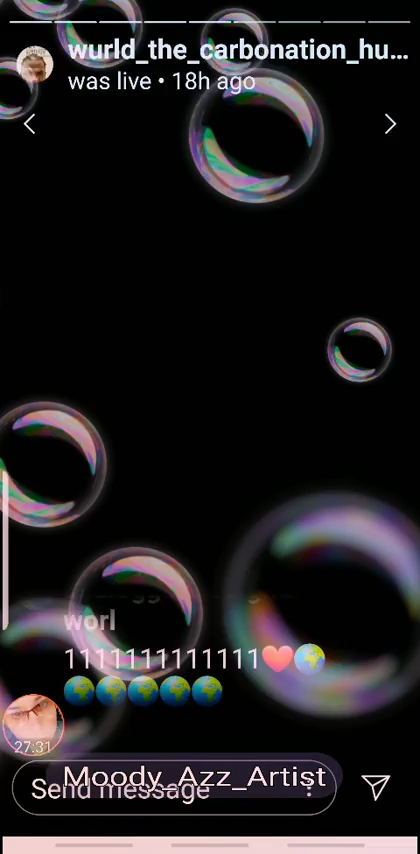 wurld_the_carbonation_hu...
was live • 18h ago
worl
1111111111111❤️🌍
🌍🌍🌍🌍🌍
27:31
Moody_Azz_Artist
Send message